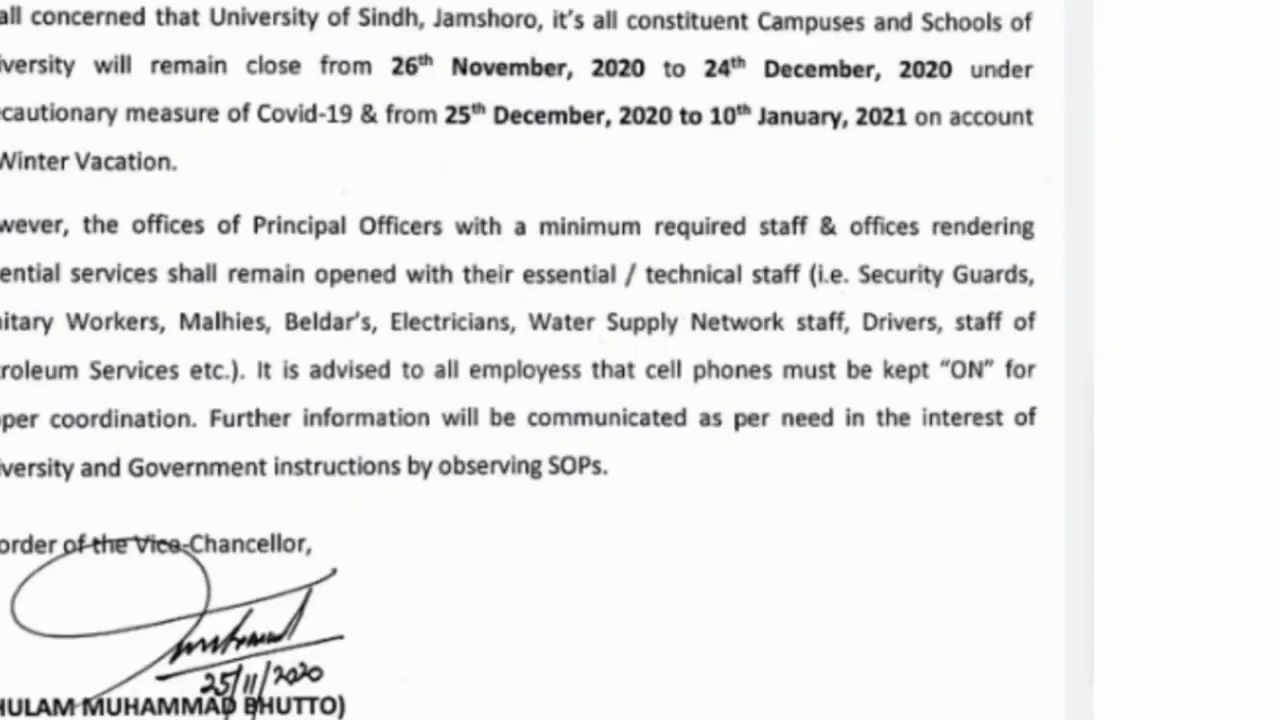 all concerned that University of Sindh, Jamshoro, it's all constituent Campuses and Schools of
iversity will remain close from 26th November, 2020 to 24th December, 2020 under
cautionary measure of Covid-19 & from 25th December, 2020 to 10th January, 2021 on account
Winter Vacation.
wever, the offices of Principal Officers with a minimum required staff & offices rendering
ential services shall remain opened with their essential / technical staff (i.e. Security Guards,
itary Workers, Malhies, Beldar's, Electricians, Water Supply Network staff, Drivers, staff of
roleum Services etc.). It is advised to all employess that cell phones must be kept “ON” for
per coordination. Further information will be communicated as per need in the interest of
iversity and Government instructions by observing SOPs.
order of the Vice-Chancellor,
25/11/2020
HULAM MUHAMMAD BHUTTO)